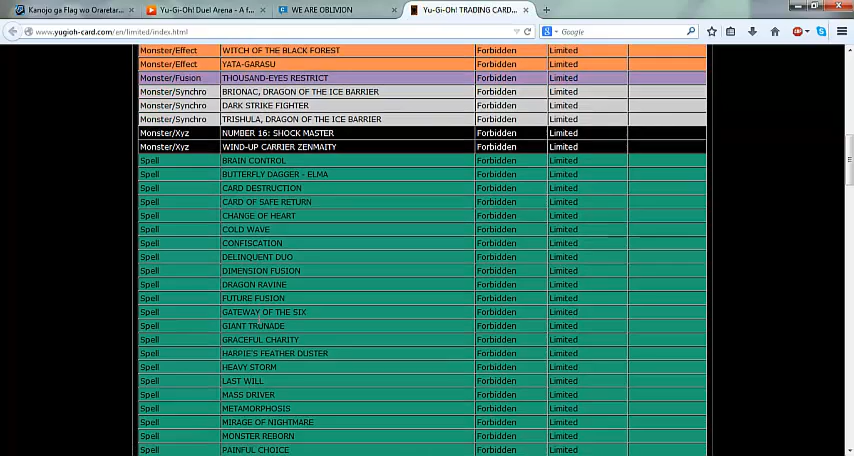 Kanojo ga Flag wo Oraretar...
Yu-Gi-Oh! Duel Arena - A f...
WE ARE OBLIVION
Yu-Gi-Oh! TRADING CARD...
www.yugioh-card.com/en/limited/index.html
Google
Monster/Effect WITCH OF THE BLACK FOREST Forbidden Limited
Monster/Effect YATA-GARASU Forbidden Limited
Monster/Fusion THOUSAND-EYES RESTRICT Forbidden Limited
Monster/Synchro BRIONAC, DRAGON OF THE ICE BARRIER Forbidden Limited
Monster/Synchro DARK STRIKE FIGHTER Forbidden Limited
Monster/Synchro TRISHULA, DRAGON OF THE ICE BARRIER Forbidden Limited
Monster/Xyz NUMBER 16: SHOCK MASTER Forbidden Limited
Monster/Xyz WIND-UP CARRIER ZENMAITY Forbidden Limited
Spell BRAIN CONTROL Forbidden Limited
Spell BUTTERFLY DAGGER - ELMA Forbidden Limited
Spell CARD DESTRUCTION Forbidden Limited
Spell CARD OF SAFE RETURN Forbidden Limited
Spell CHANGE OF HEART Forbidden Limited
Spell COLD WAVE Forbidden Limited
Spell CONFISCATION Forbidden Limited
Spell DELINQUENT DUO Forbidden Limited
Spell DIMENSION FUSION Forbidden Limited
Spell DRAGON RAVINE Forbidden Limited
Spell FUTURE FUSION Forbidden Limited
Spell GATEWAY OF THE SIX Forbidden Limited
Spell GIANT TRUNADE Forbidden Limited
Spell GRACEFUL CHARITY Forbidden Limited
Spell HARPIE'S FEATHER DUSTER Forbidden Limited
Spell HEAVY STORM Forbidden Limited
Spell LAST WILL Forbidden Limited
Spell MASS DRIVER Forbidden Limited
Spell METAMORPHOSIS Forbidden Limited
Spell MIRAGE OF NIGHTMARE Forbidden Limited
Spell MONSTER REBORN Forbidden Limited
Spell PAINFUL CHOICE Forbidden Limited